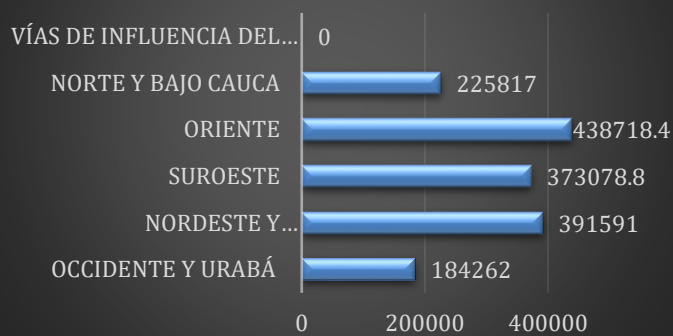 VÍAS DE INFLUENCIA DEL... 0
NORTE Y BAJO CAUCA 225817
ORIENTE 438718.4
SUROESTE 373078.8
NORDESTE Y... 391591
OCCIDENTE Y URABÁ 184262
0 200000 400000